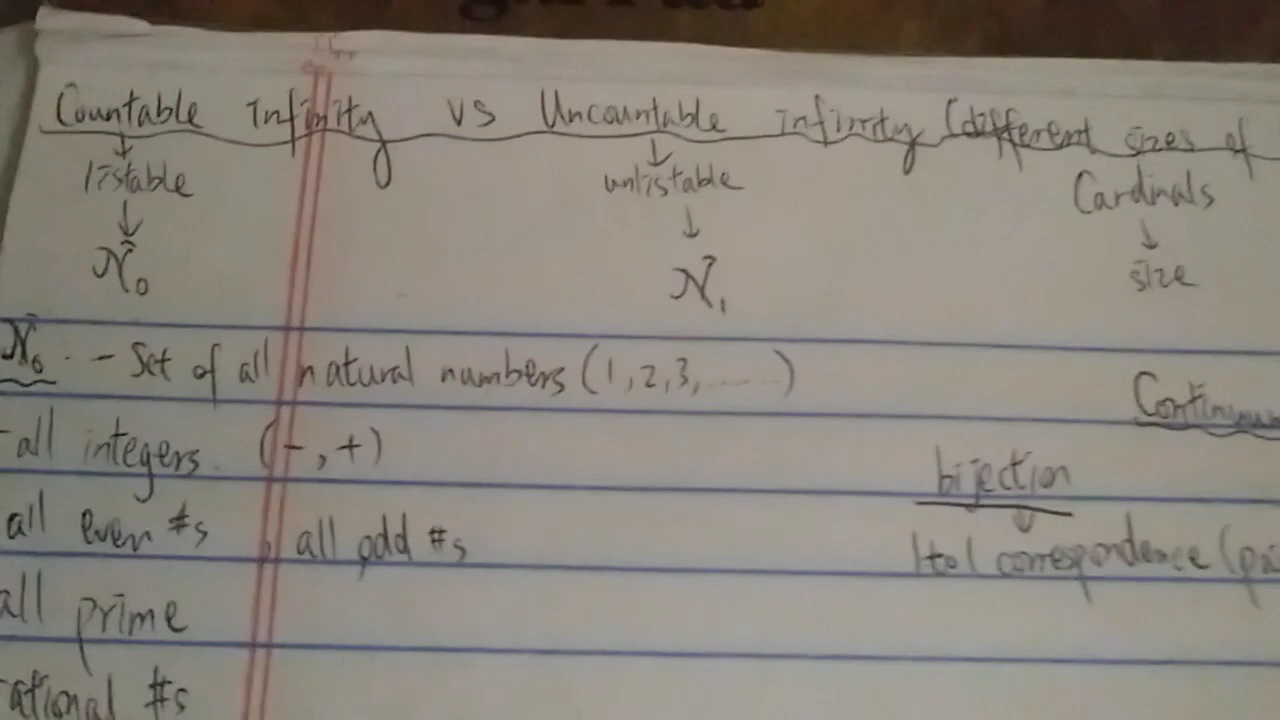 Countable infinity vs Uncountable infinity (different sizes of
listable unlistable Cardinals
ℵ₀ ℵ₁ size
ℵ₀ - Set of all natural numbers (1, 2, 3, ......)
- all integers (-, +)
bijection
all even #s, all odd #s
1 to 1 correspondence
all prime